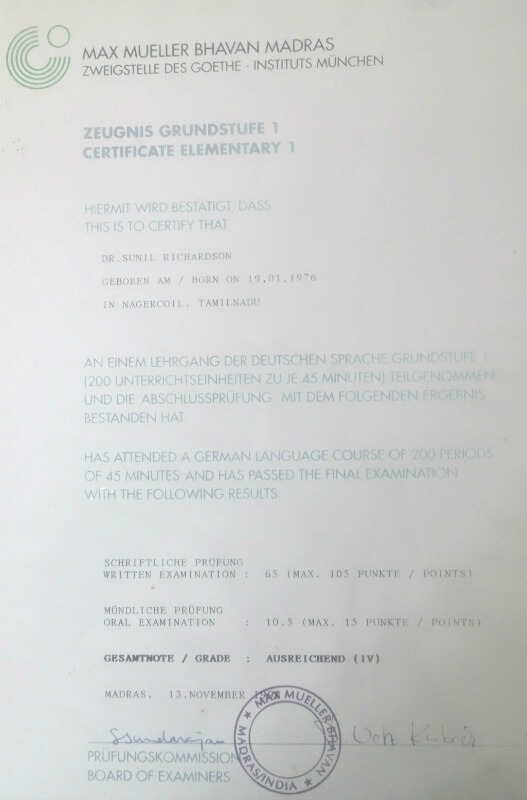 MAX MUELLER BHAVAN MADRAS
ZWEIGSTELLE DES GOETHE - INSTITUTS MÜNCHEN
ZEUGNIS GRUNDSTUFE 1
CERTIFICATE ELEMENTARY 1
HIERMIT WIRD BESTÄTIGT, DASS
THIS IS TO CERTIFY THAT
DR.SUNIL RICHARDSON
GEBOREN AM / BORN ON 19.01.1976
IN NAGERCOIL. TAMILNADU
AN EINEM LEHRGANG DER DEUTSCHEN SPRACHE GRUNDSTUFE 1
(200 UNTERRICHTSEINHEITEN ZU JE 45 MINUTEN) TEILGENOMMEN
UND DIE ABSCHLUSSPRÜFUNG MIT DEM FOLGENDEN ERGEBNIS
BESTANDEN HAT:
HAS ATTENDED A GERMAN LANGUAGE COURSE OF 200 PERIODS
OF 45 MINUTES AND HAS PASSED THE FINAL EXAMINATION
WITH THE FOLLOWING RESULTS:
SCHRIFTLICHE PRÜFUNG
WRITTEN EXAMINATION : 65 (MAX. 105 PUNKTE / POINTS)
MÜNDLICHE PRÜFUNG
ORAL EXAMINATION : 10.5 (MAX. 15 PUNKTE / POINTS)
GESAMTNOTE / GRADE : AUSREICHEND (IV)
MADRAS, 13.NOVEMBER
MAX MUELLER BHAVAN
MADRAS/INDIA
Ssundarajan
PRÜFUNGSKOMMISSION
BOARD OF EXAMINERS